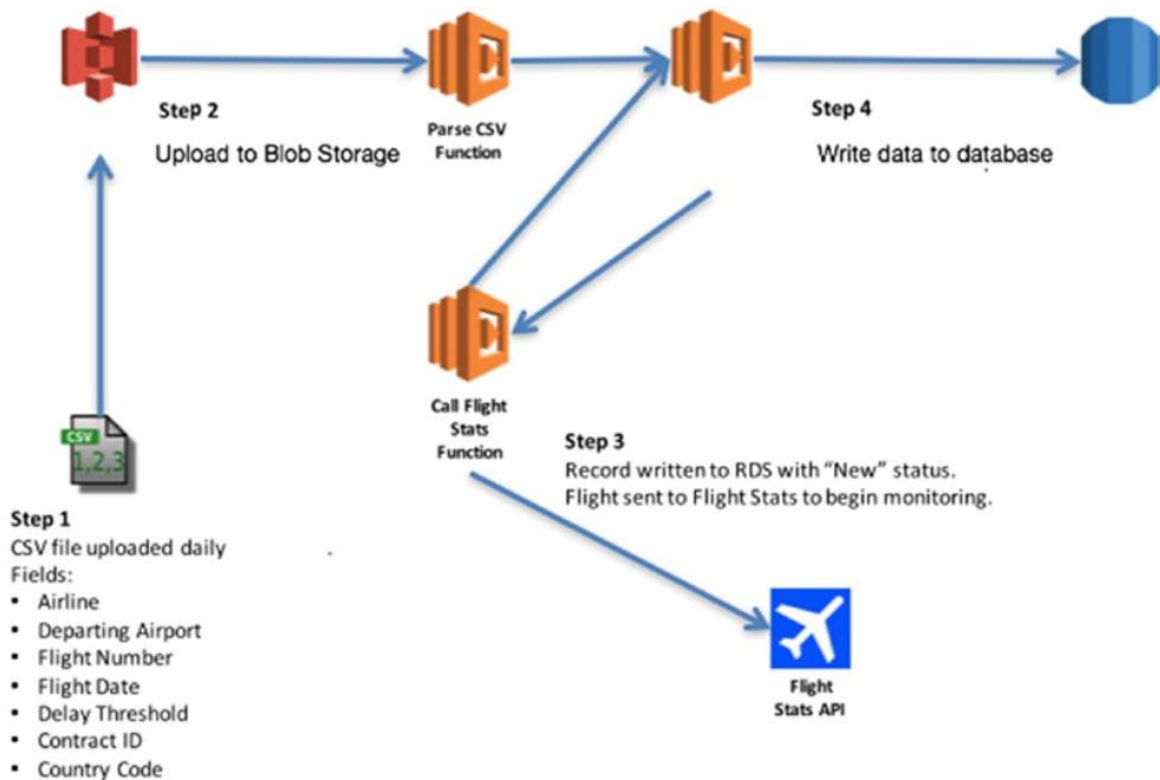 Step 2
Upload to Blob Storage
Parse CSV
Function
Step 4
Write data to database
.
Call Flight
Stats
Function
Step 3
Record written to RDS with “New” status.
Flight sent to Flight Stats to begin monitoring.
CSV
1,2,3
Step 1
CSV file uploaded daily
.
Fields:
▪ Airline
▪ Departing Airport
▪ Flight Number
▪ Flight Date
▪ Delay Threshold
▪ Contract ID
▪ Country Code
Flight
Stats API